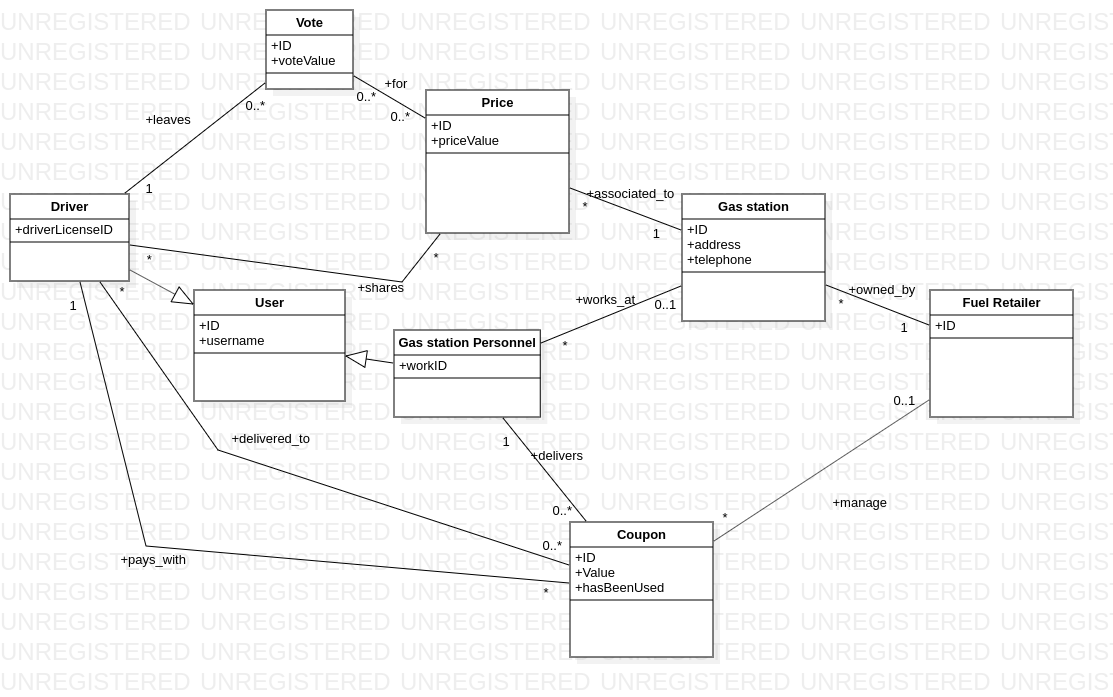 Vote
+ID
+voteValue
+for
0..*
0..*
0..*
+leaves
1
Price
+ID
+priceValue
Driver
+driverLicenseID
*
*
1
+shares
*
+associated_to
*
1
Gas station
+ID
+address
+telephone
User
+ID
+username
+works_at
0..1
*
Gas station Personnel
+workID
+owned_by
*
1
Fuel Retailer
+ID
0..1
+delivered_to
1
+delivers
0..*
0..*
+manage
*
+pays_with
*
Coupon
+ID
+Value
+hasBeenUsed
UNREGISTERED UNREGISTERED UNREGISTERED UNREGISTERED UNREGISTERED UNREGISTERED